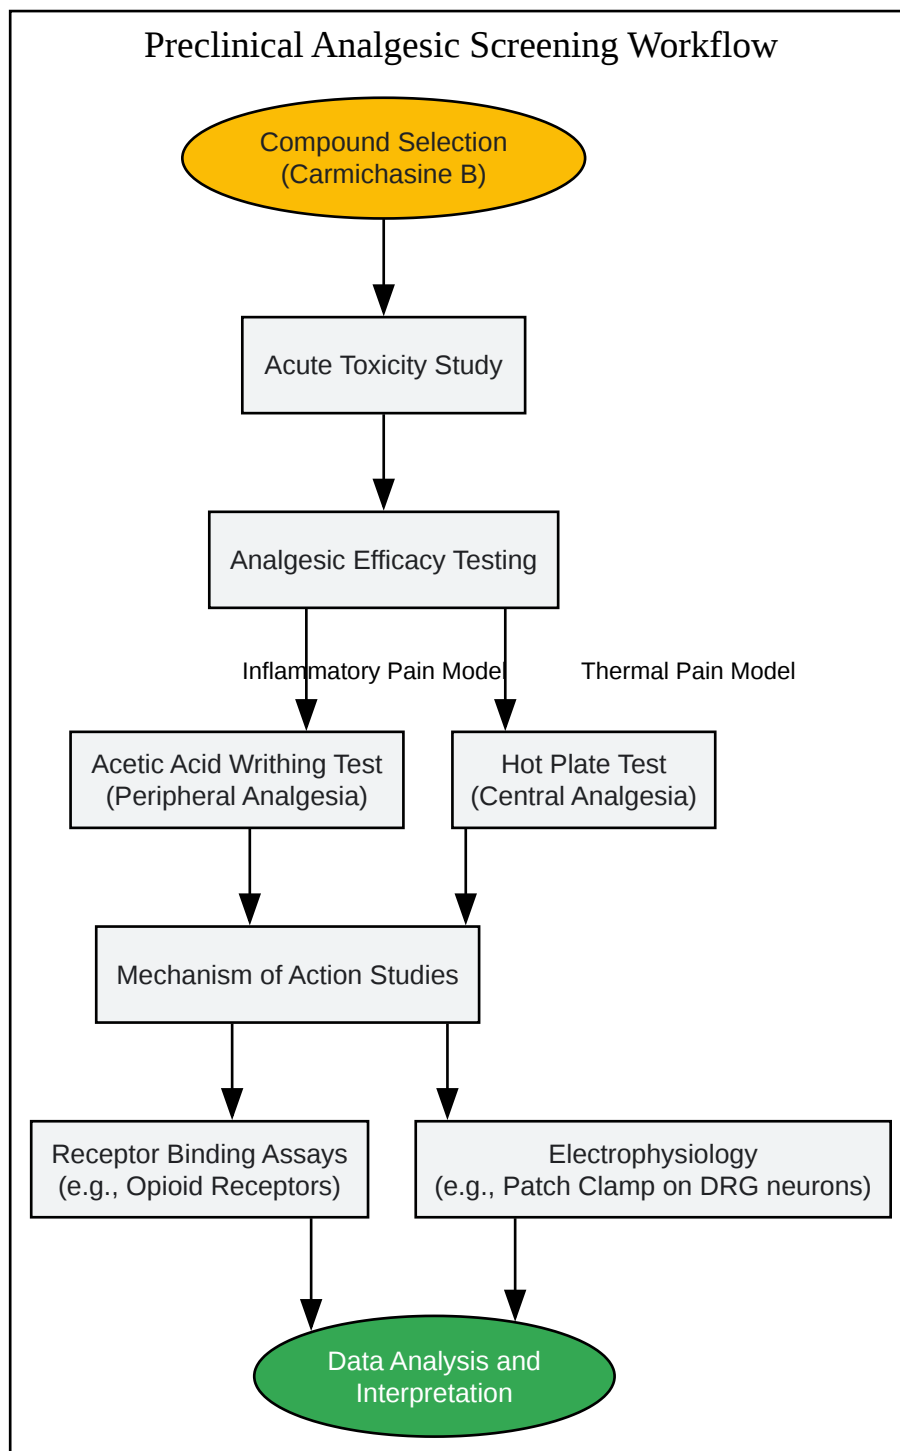 Preclinical Analgesic Screening Workflow
Compound Selection
(Carmichasine B)
Acute Toxicity Study
Analgesic Efficacy Testing
Inflammatory Pain Model
Thermal Pain Model
Acetic Acid Writhing Test
(Peripheral Analgesia)
Hot Plate Test
(Central Analgesia)
Mechanism of Action Studies
Receptor Binding Assays
(e.g., Opioid Receptors)
Electrophysiology
(e.g., Patch Clamp on DRG neurons)
Data Analysis and
Interpretation